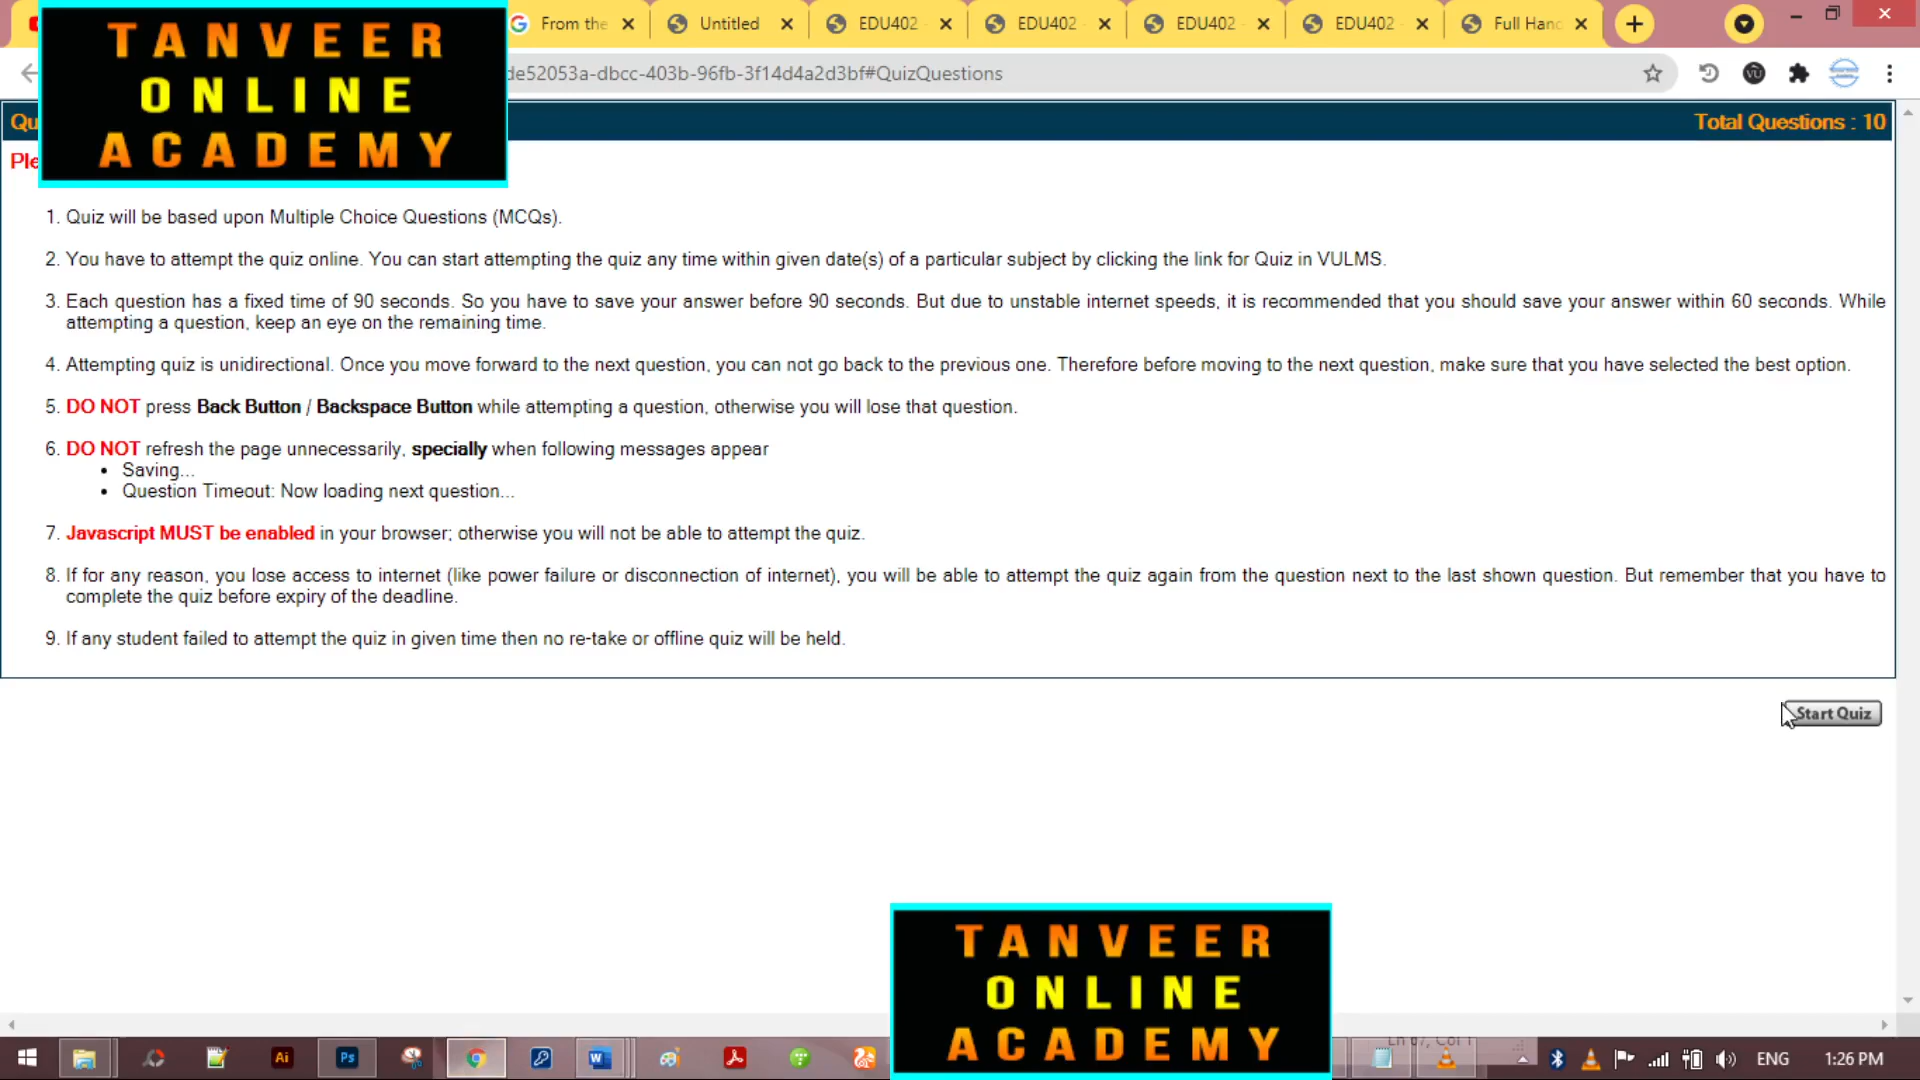 From the
Untitled
EDU402
EDU402
EDU402
EDU402
Full Hand
de52053a-dbcc-403b-96fb-3f14d4a2d3bf#QuizQuestions
TANVEER
ONLINE
ACADEMY
Total Questions : 10
1. Quiz will be based upon Multiple Choice Questions (MCQs).
2. You have to attempt the quiz online. You can start attempting the quiz any time within given date(s) of a particular subject by clicking the link for Quiz in VULMS.
3. Each question has a fixed time of 90 seconds. So you have to save your answer before 90 seconds. But due to unstable internet speeds, it is recommended that you should save your answer within 60 seconds. While
attempting a question, keep an eye on the remaining time.
4. Attempting quiz is unidirectional. Once you move forward to the next question, you can not go back to the previous one. Therefore before moving to the next question, make sure that you have selected the best option.
5. DO NOT press Back Button / Backspace Button while attempting a question, otherwise you will lose that question.
6. DO NOT refresh the page unnecessarily, specially when following messages appear
• Saving...
• Question Timeout: Now loading next question...
7. Javascript MUST be enabled in your browser; otherwise you will not be able to attempt the quiz.
8. If for any reason, you lose access to internet (like power failure or disconnection of internet), you will be able to attempt the quiz again from the question next to the last shown question. But remember that you have to
complete the quiz before expiry of the deadline.
9. If any student failed to attempt the quiz in given time then no re-take or offline quiz will be held.
Start Quiz
TANVEER
ONLINE
ACADEMY
Ai
Ps
ENG
1:26 PM